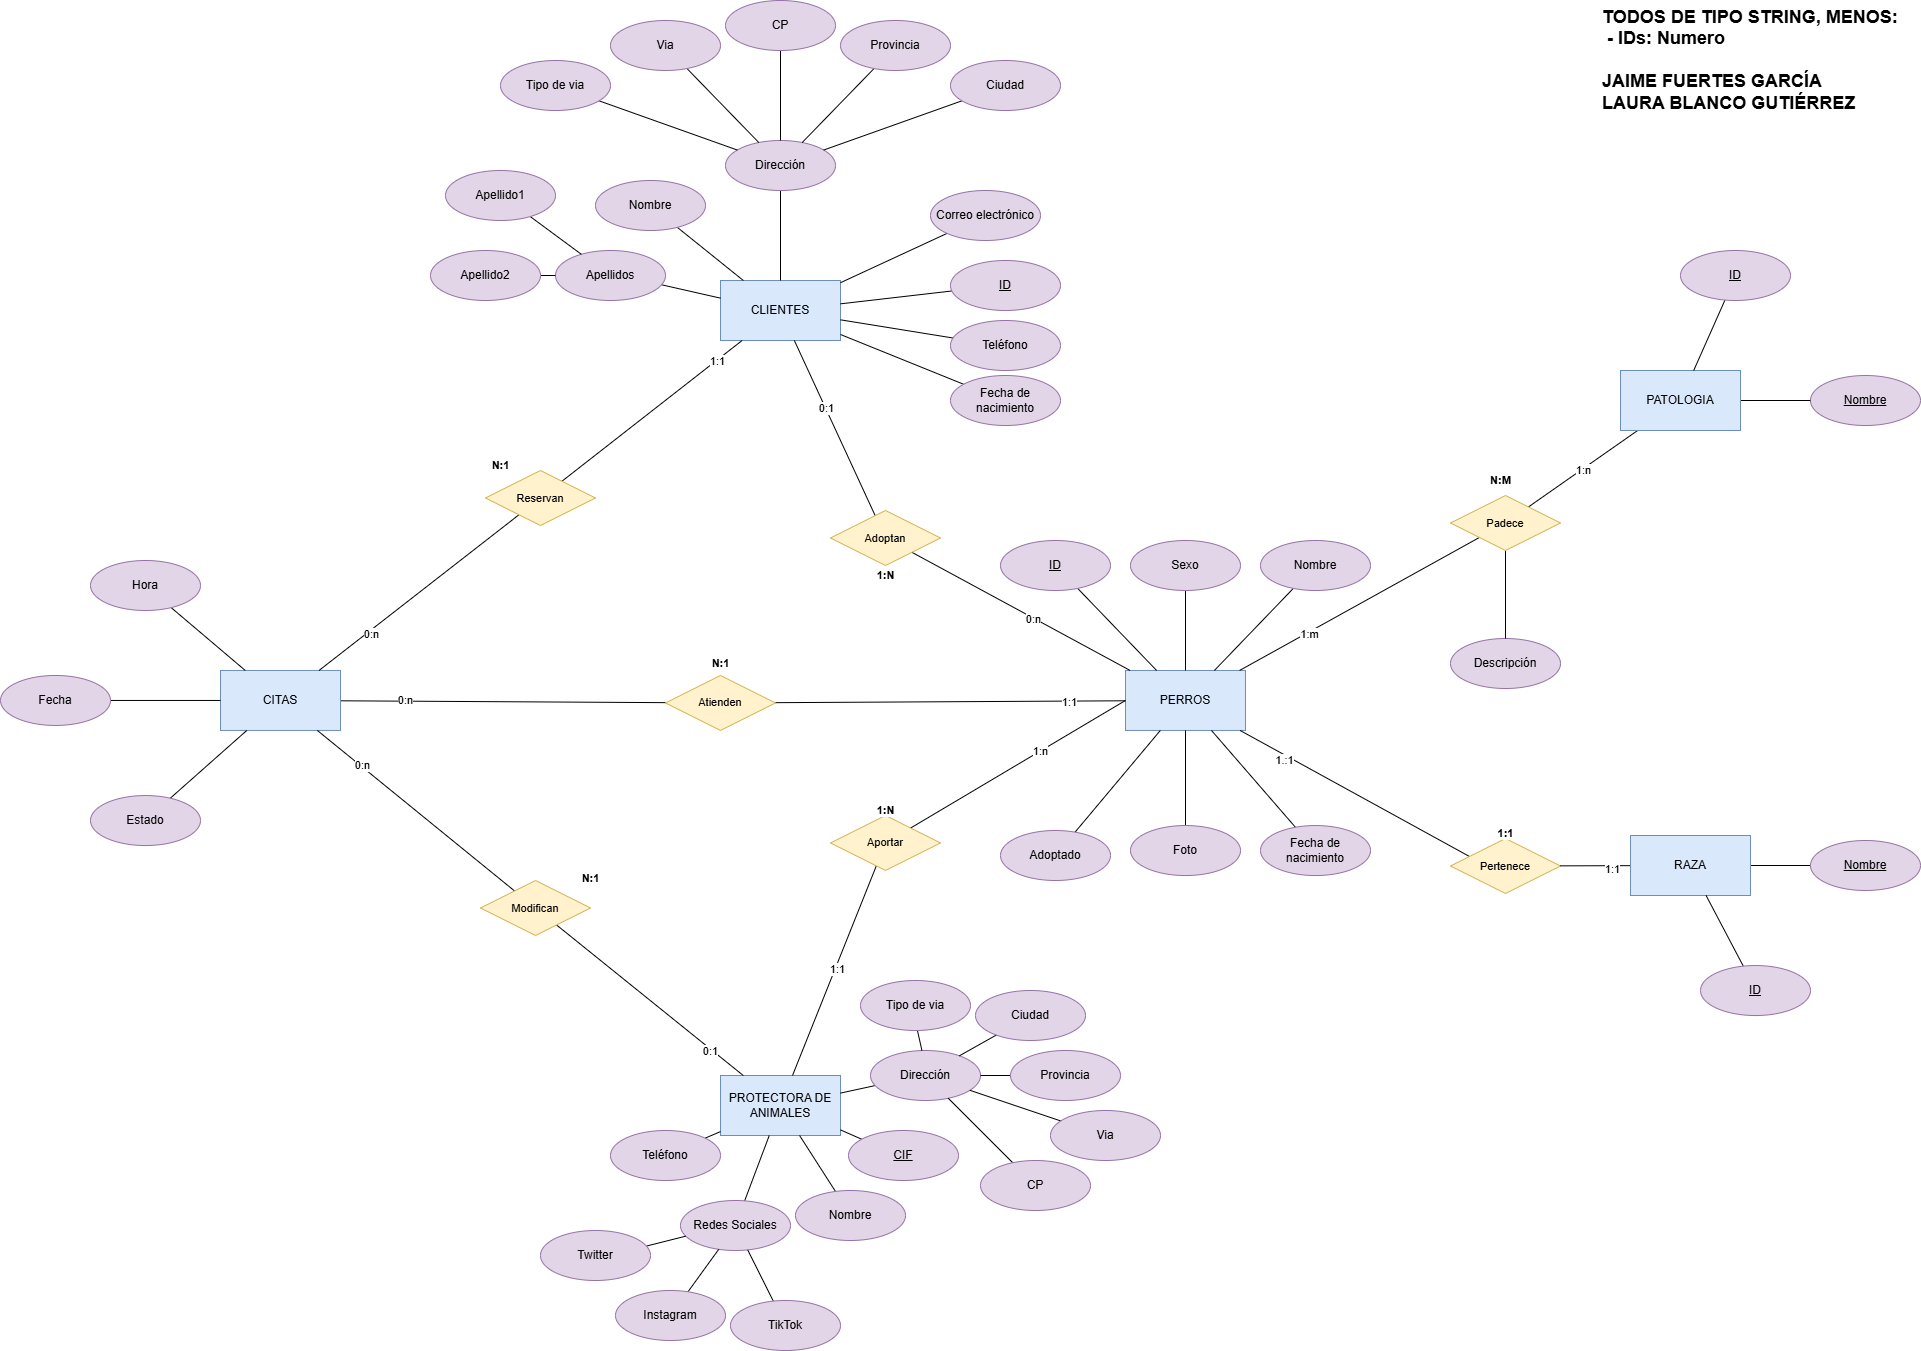 TODOS DE TIPO STRING, MENOS:
- IDs: Numero
JAIME FUERTES GARCÍA
LAURA BLANCO GUTIÉRREZ
CP
Via
Provincia
Tipo de via
Ciudad
Dirección
Apellido1
Nombre
Correo electrónico
Apellido2
Apellidos
ID
CLIENTES
Teléfono
Fecha de
nacimiento
1:1
0:1
ID
PATOLOGIA
Nombre
1:n
N:M
Padece
1:m
Descripción
N:1
Reservan
0:n
Adoptan
1:N
0:n
ID
Sexo
Nombre
Hora
Fecha
CITAS
Estado
0:n
N:1
Atienden
1:1
PERROS
1:n
1..:1
Adoptado
Foto
Fecha de
nacimiento
1:N
Aportar
1:1
1:1
Pertenece
1:1
RAZA
Nombre
ID
0:n
N:1
Modifican
0:1
PROTECTORA DE
ANIMALES
Tipo de via
Ciudad
Dirección
Provincia
Via
CP
Teléfono
CIF
Nombre
Redes Sociales
Twitter
Instagram
TikTok